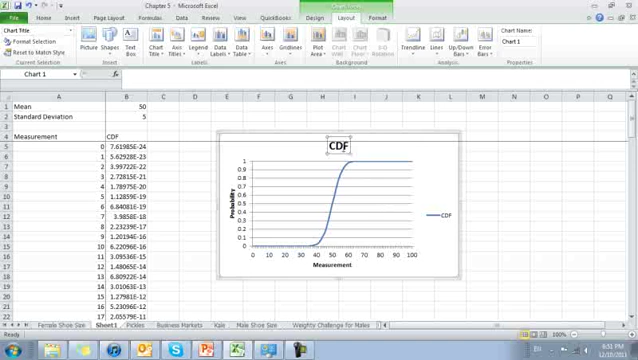 Chapter 5 - Microsoft Excel
File Home Insert Page Layout Formulas Data Review View QuickBooks Design Layout Format
Chart Title
Format Selection
Reset to Match Style
Current Selection
Picture Shapes Text Box
Insert
Chart Title Axis Titles Legend Data Labels Data Table
Labels
Axes Gridlines
Axes
Plot Area Chart Wall Chart Floor 3-D Rotation
Background
Trendline Lines Up/Down Bars Error Bars
Analysis
Chart Name:
Chart 1
Properties
Chart 1 fx
A B C D E F G H I J K L M N O P Q
1 Mean 50
2 Standard Deviation 5
3
4 Measurement CDF
5 0 7.61985E-24
6 1 5.62928E-23
7 2 3.99722E-22
8 3 2.72815E-21
9 4 1.78975E-20
10 5 1.12859E-19
11 6 6.84081E-19
12 7 3.9858E-18
13 8 2.23239E-17
14 9 1.20194E-16
15 10 6.22096E-16
16 11 3.09536E-15
17 12 1.48065E-14
18 13 6.80922E-14
19 14 3.01063E-13
20 15 1.27981E-12
21 16 5.23096E-12
22 17 2.05579E-11
CDF
Probability
1
0.9
0.8
0.7
0.6
0.5
0.4
0.3
0.2
0.1
0
0 10 20 30 40 50 60 70 80 90 100
Measurement
CDF
Female Shoe Size Sheet1 Pickles Business Markets Kale Male Shoe Size Weighty Challenge for Males
Ready 100%
EN
6:31 PM